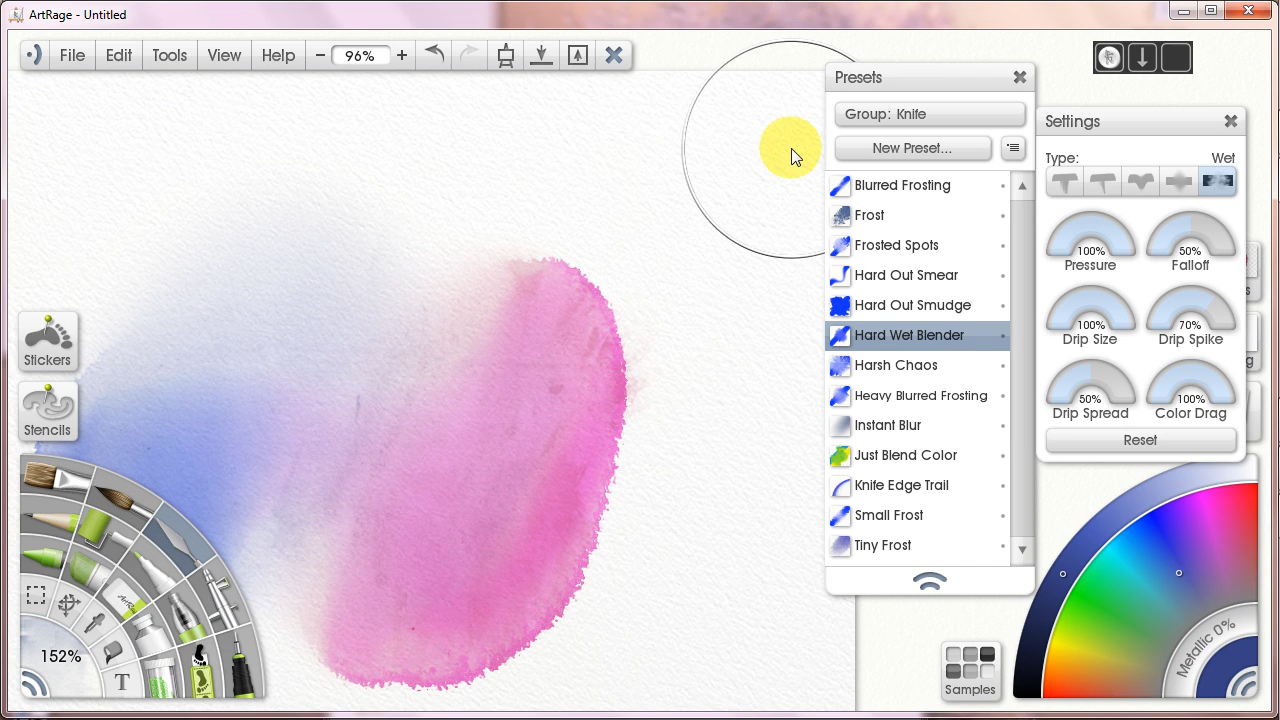 ArtRage - Untitled
File Edit Tools View Help 96%
Presets
Group: Knife
New Preset...
Blurred Frosting
Frost
Frosted Spots
Hard Out Smear
Hard Out Smudge
Hard Wet Blender
Harsh Chaos
Heavy Blurred Frosting
Instant Blur
Just Blend Color
Knife Edge Trail
Small Frost
Tiny Frost
Settings
Type: Wet
100% 50%
Pressure Falloff
100% 70%
Drip Size Drip Spike
50% 100%
Drip Spread Color Drag
Reset
Stickers
Stencils
152%
T
Samples
Metallic 0%